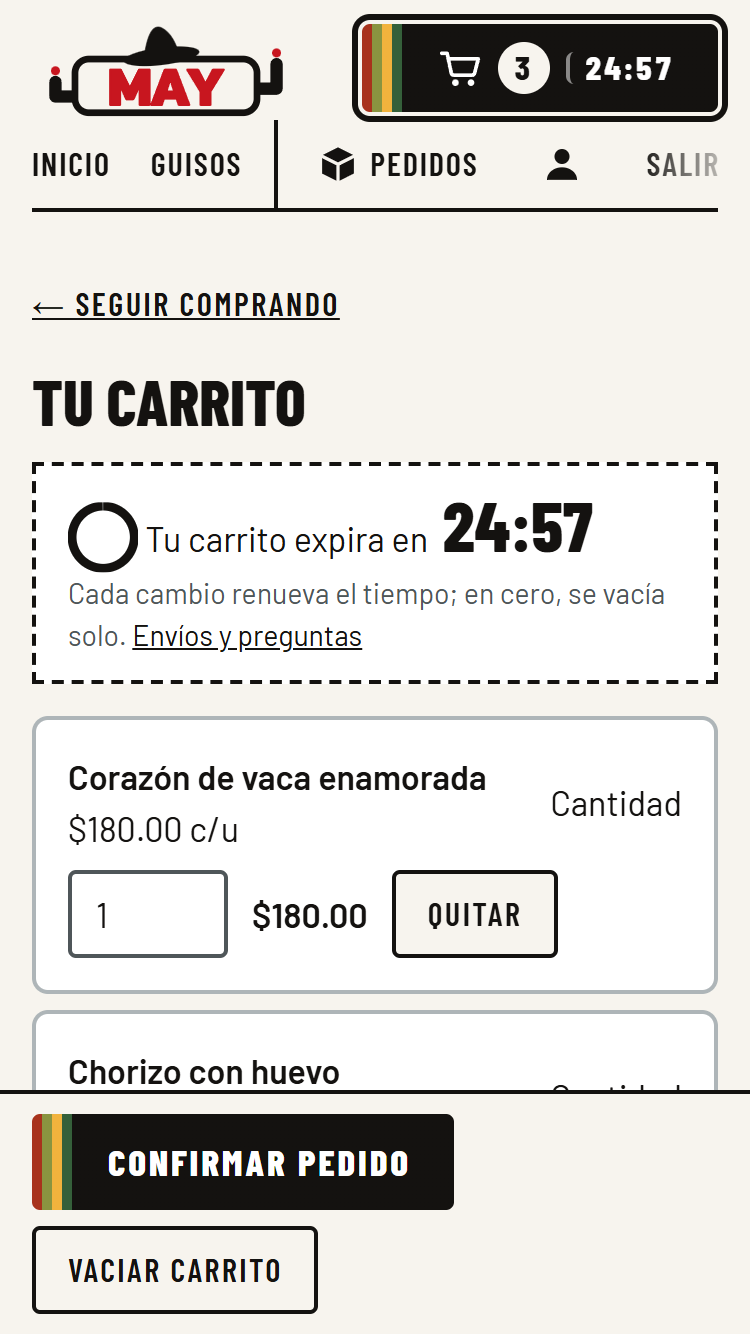 MAY
3 24:57
INICIO GUISOS PEDIDOS SALIR
← SEGUIR COMPRANDO
TU CARRITO
Tu carrito expira en 24:57
Cada cambio renueva el tiempo; en cero, se vacía
solo. Envíos y preguntas
Corazón de vaca enamorada
Cantidad
$180.00 c/u
1 $180.00 QUITAR
Chorizo con huevo
CONFIRMAR PEDIDO
VACIAR CARRITO